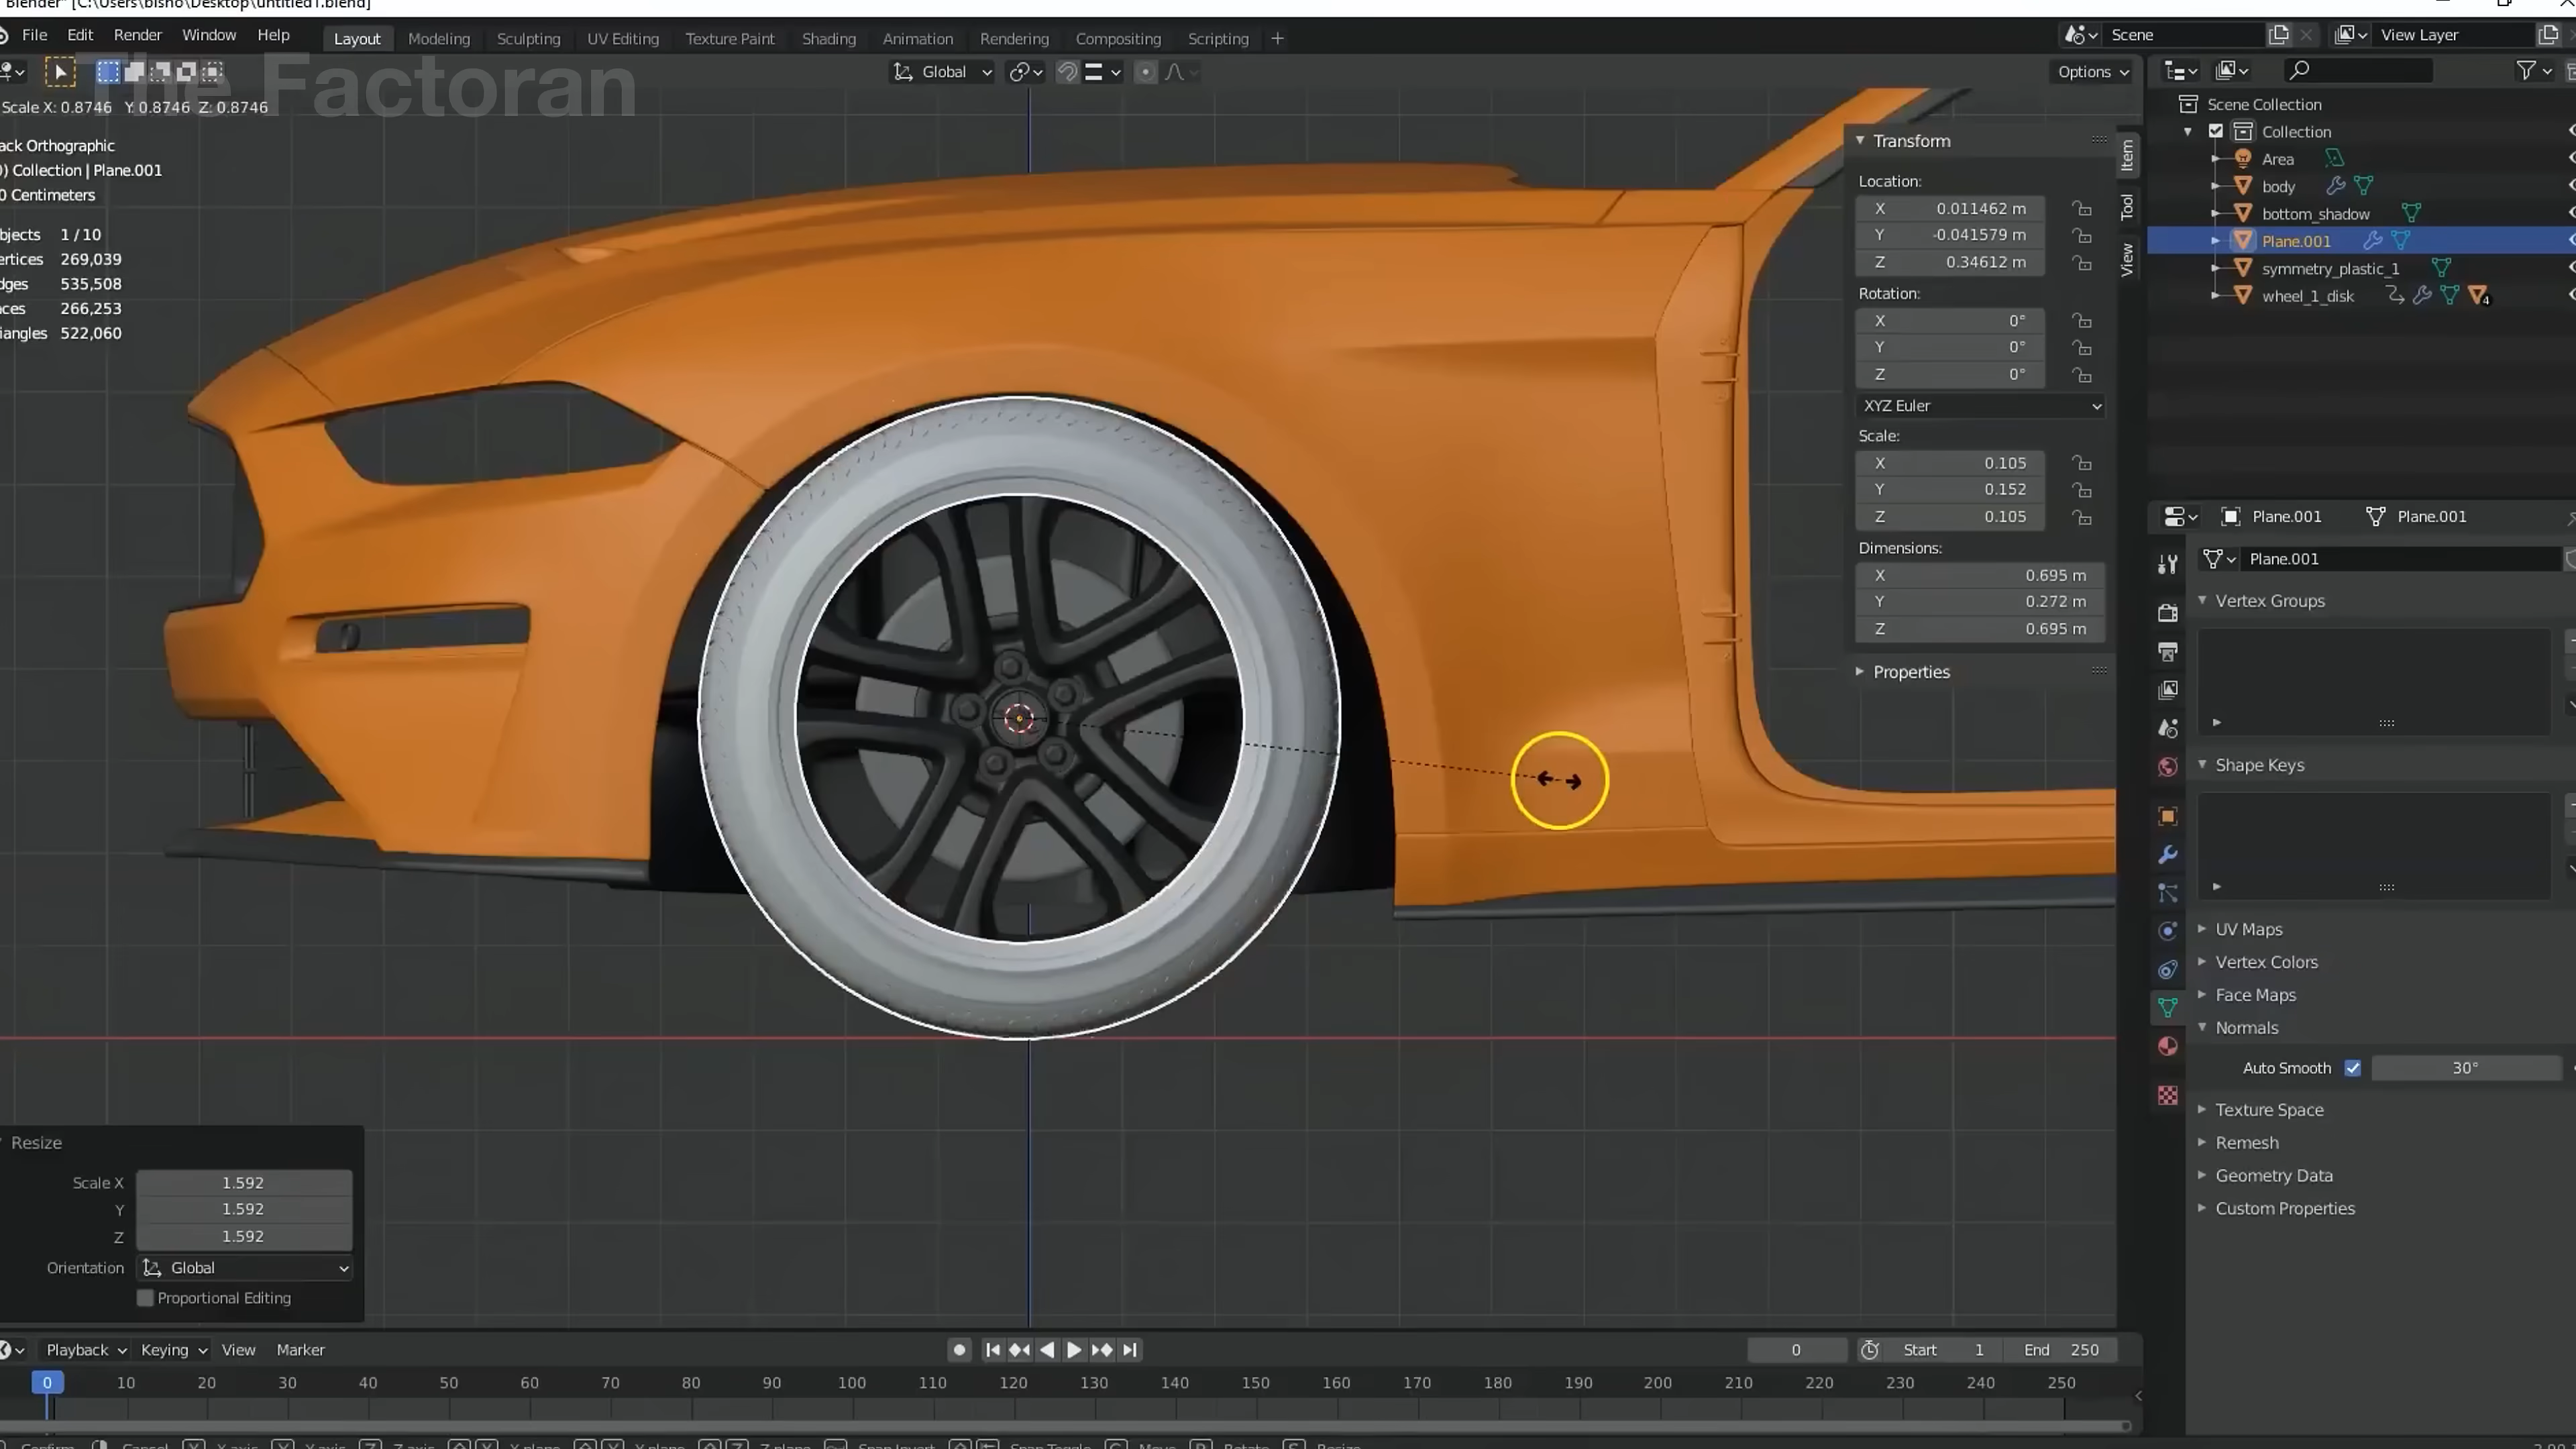 Blender* [C:\Users\bisho\Desktop\untitled1.blend]
File Edit Render Window Help Layout Modeling Sculpting UV Editing Texture Paint Shading Animation Rendering Compositing Scripting + Scene View Layer
The Factoran
Global Options
Scale X: 0.8746 Y: 0.8746 Z: 0.8746
ack Orthographic
) Collection | Plane.001
0 Centimeters
bjects 1 / 10
ertices 269,039
dges 535,508
aces 266,253
iangles 522,060
Transform
Location:
X 0.011462 m
Y -0.041579 m
Z 0.34612 m
Rotation:
X 0°
Y 0°
Z 0°
XYZ Euler
Scale:
X 0.105
Y 0.152
Z 0.105
Dimensions:
X 0.695 m
Y 0.272 m
Z 0.695 m
Properties
Item
Tool
View
Scene Collection
Collection
Area
body
bottom_shadow
Plane.001
symmetry_plastic_1
wheel_1_disk 4
Plane.001 Plane.001
Plane.001
Vertex Groups
Shape Keys
UV Maps
Vertex Colors
Face Maps
Normals
Auto Smooth 30°
Texture Space
Remesh
Geometry Data
Custom Properties
Resize
Scale X 1.592
Y 1.592
Z 1.592
Orientation Global
Proportional Editing
Playback Keying View Marker 0 Start 1 End 250
0 10 20 30 40 50 60 70 80 90 100 110 120 130 140 150 160 170 180 190 200 210 220 230 240 250